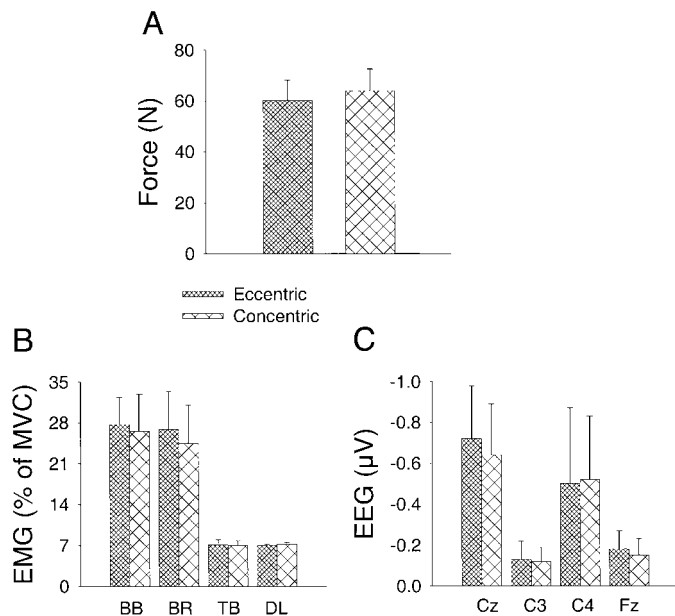 A
Force (N)
80
60
40
20
0
Eccentric
Concentric
B
EMG (% of MVC)
35
28
21
14
7
0
BB BR TB DL
C
EEG (µV)
-1.0
-0.8
-0.6
-0.4
-0.2
0.0
Cz C3 C4 Fz